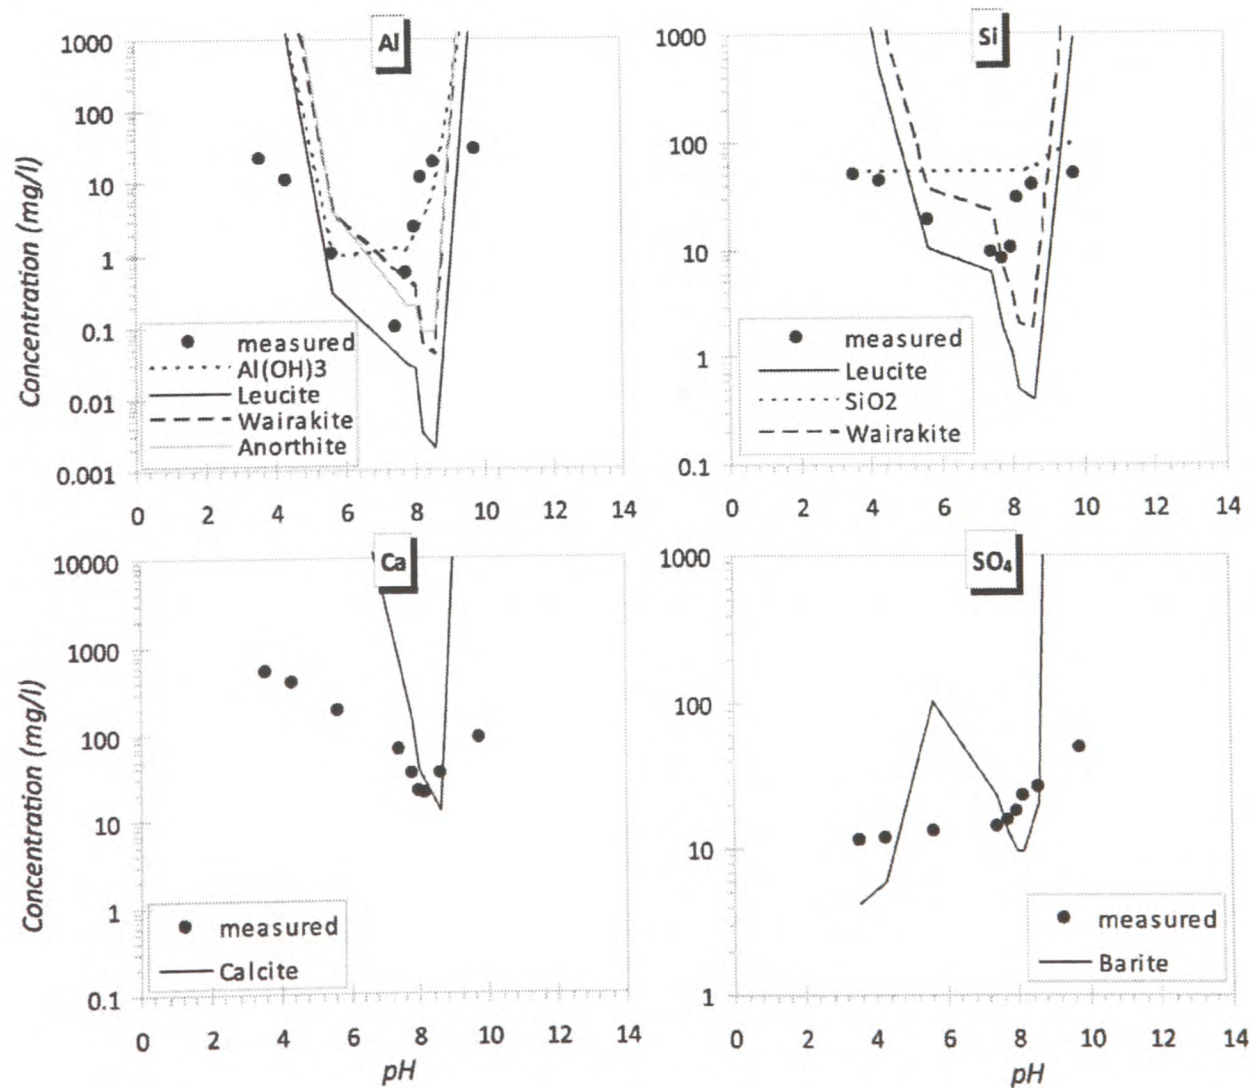 Al
1000
100
10
1
0.1
0.01
0.001
Concentration (mg/l)
measured
Al(OH)3
Leucite
Wairakite
Anorthite
0 2 4 6 8 10 12 14
Si
1000
100
10
1
0.1
measured
Leucite
SiO2
Wairakite
0 2 4 6 8 10 12 14
Ca
10000
1000
100
10
1
0.1
Concentration (mg/l)
measured
Calcite
0 2 4 6 8 10 12 14
pH
SO₄
1000
100
10
1
measured
Barite
0 2 4 6 8 10 12 14
pH